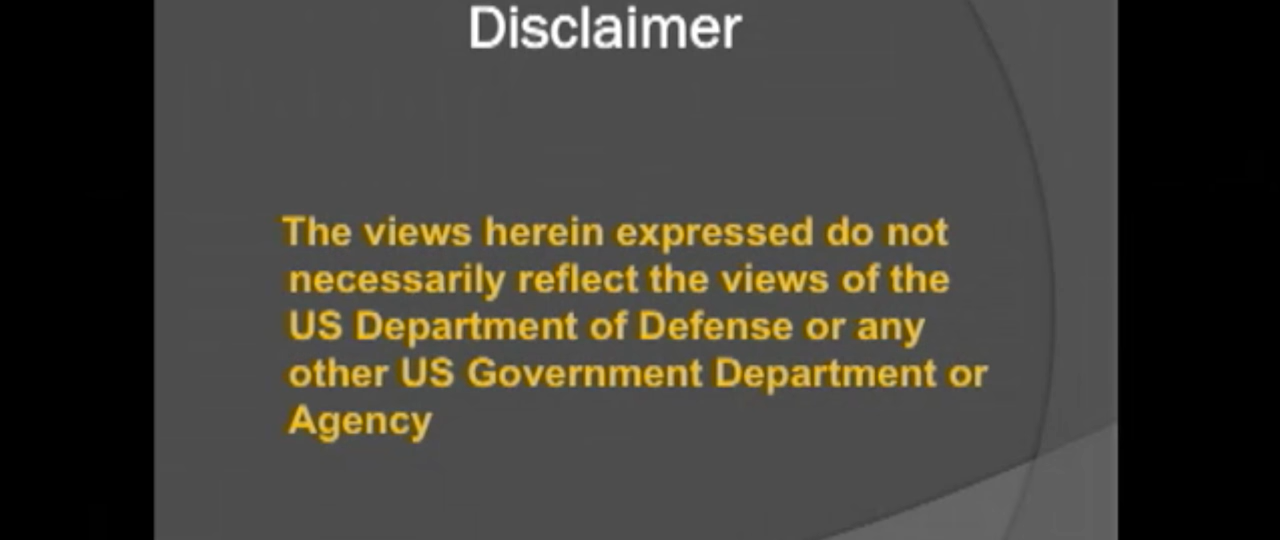 Disclaimer
The views herein expressed do not
necessarily reflect the views of the
US Department of Defense or any
other US Government Department or
Agency